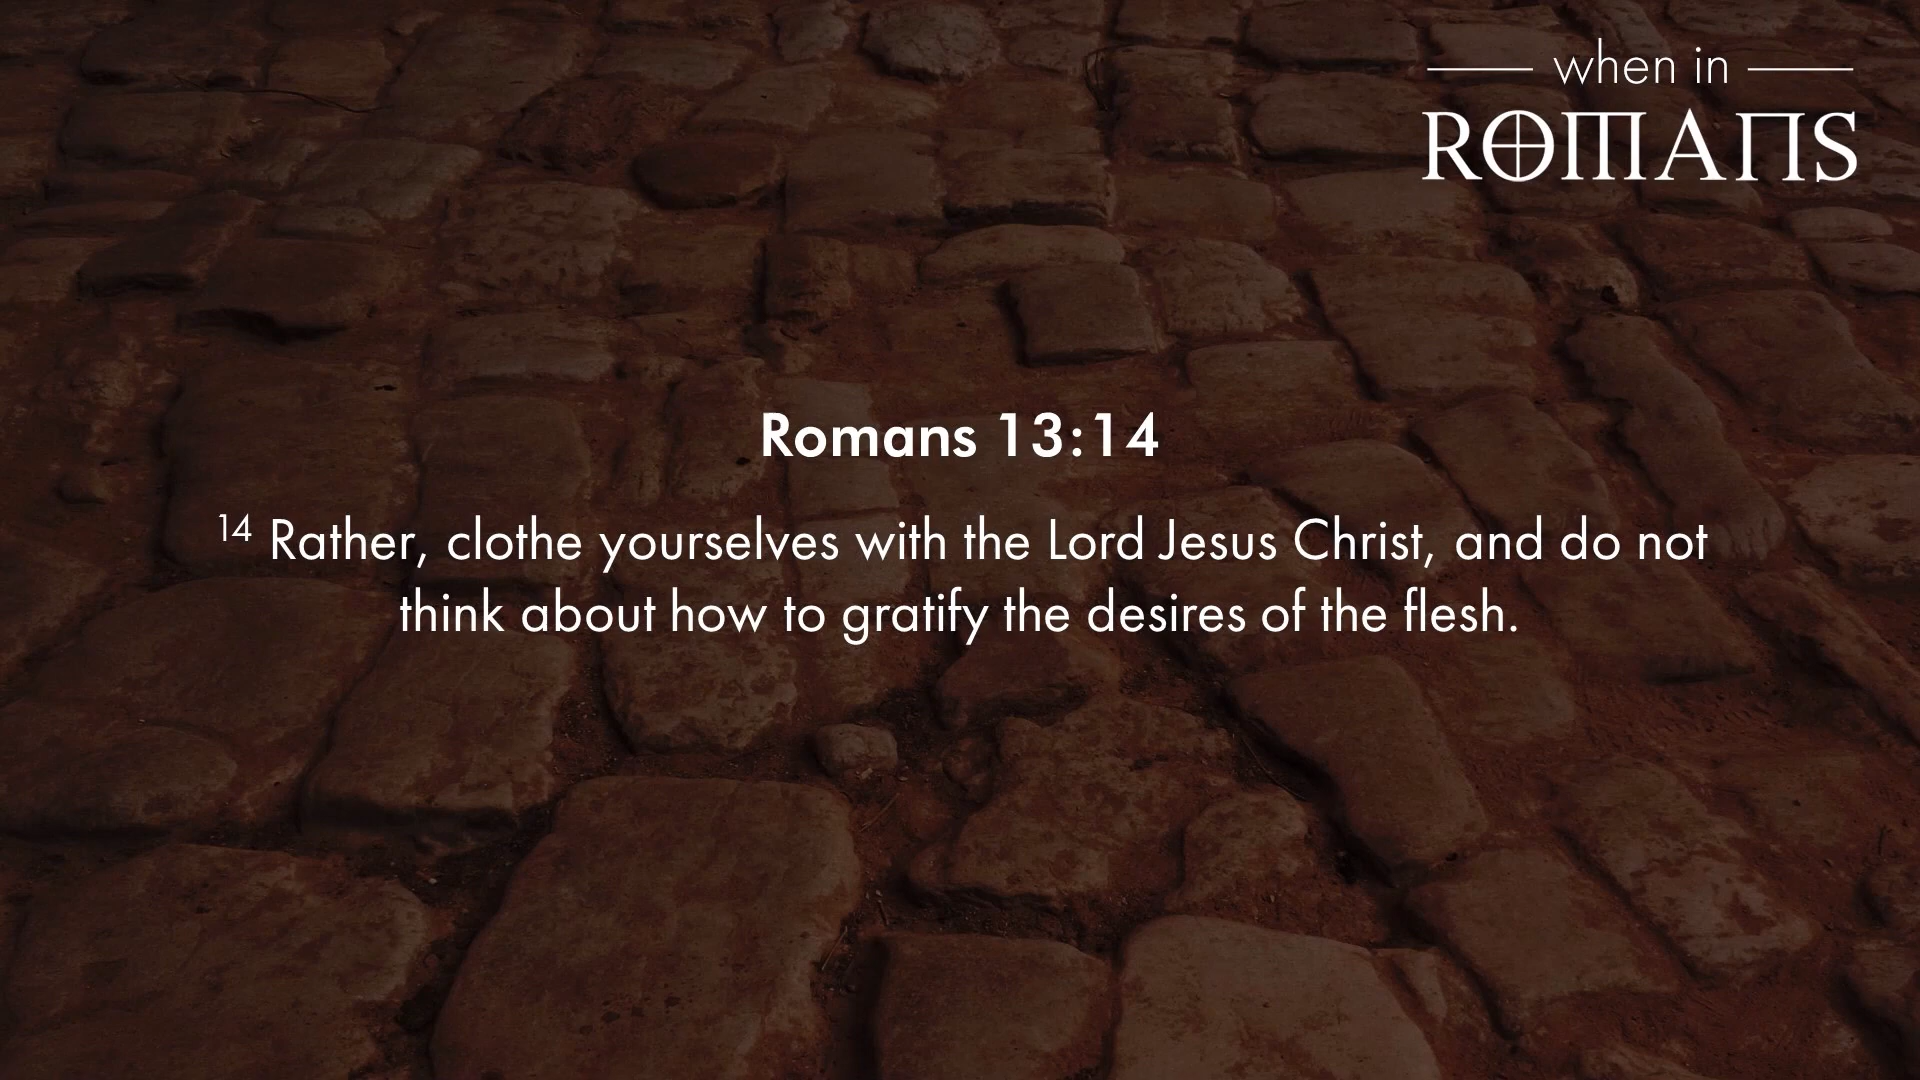 when in
ROMANS
Romans 13:14
14 Rather, clothe yourselves with the Lord Jesus Christ, and do not
think about how to gratify the desires of the flesh.